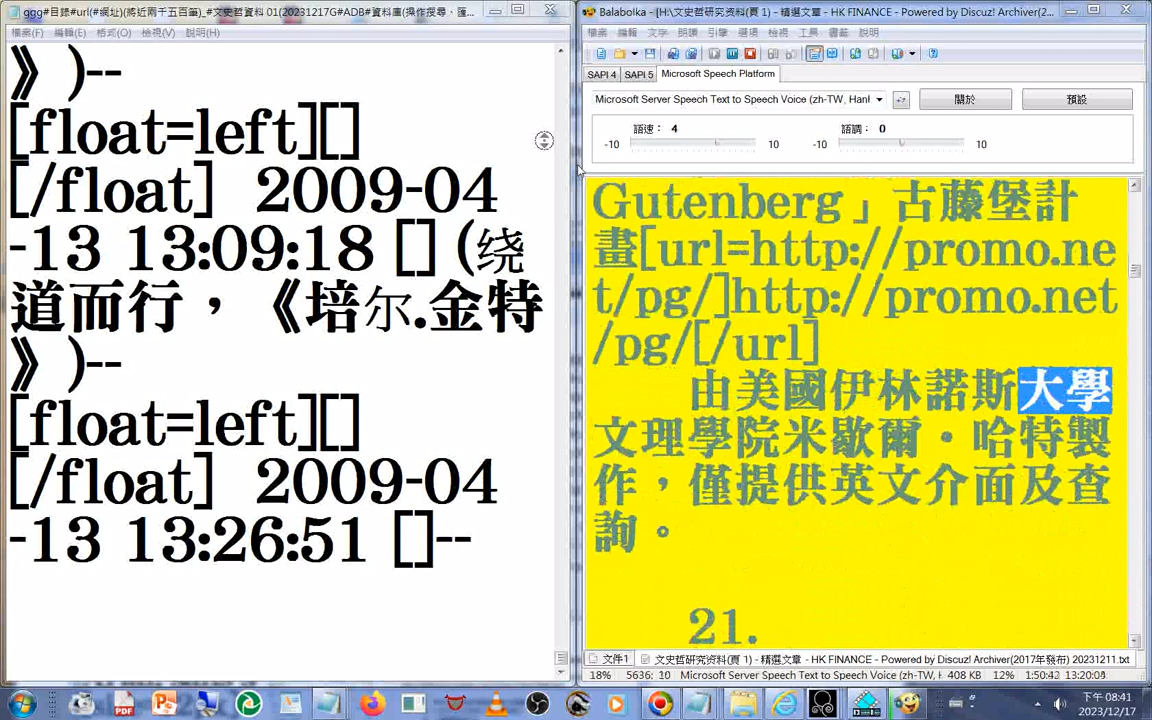 ggg#目錄#url(#網址)(將近兩千五百筆)_#文史哲資料 01(20231217G#ADB#資料庫(操作搜尋、匯...
檔案(F) 編輯(E) 格式(O) 檢視(V) 說明(H)
》)--
[float=left][]
[/float] 2009-04
-13 13:09:18 [] (绕
道而行，《培尔.金特
》)--
[float=left][]
[/float] 2009-04
-13 13:26:51 []--
Balabolka - [H:\文史哲研究资料(頁 1) - 精選文章 - HK FINANCE - Powered by Discuz! Archiver(2...
檔案 編輯 文字 朗讀 引擎 選項 檢視 工具 書籤 說明
SAPI 4 SAPI 5 Microsoft Speech Platform
Microsoft Server Speech Text to Speech Voice (zh-TW, Hanl
關於 預設
語速： 4 語調： 0
-10 10 -10 10
Gutenberg」古藤堡計
畫[url=http://promo.ne
t/pg/]http://promo.net
/pg/[/url]
由美國伊林諾斯大學
文理學院米歇爾·哈特製
作，僅提供英文介面及查
詢。
21.
文件1 文史哲研究资料(頁 1) - 精選文章 - HK FINANCE - Powered by Discuz! Archiver(2017年發布) 20231211.txt
18% 5636: 10 Microsoft Server Speech Text to Speech Voice (zh-TW, H 408 KB 12% 1:50:42 13:20:04
下午 08:41
2023/12/17